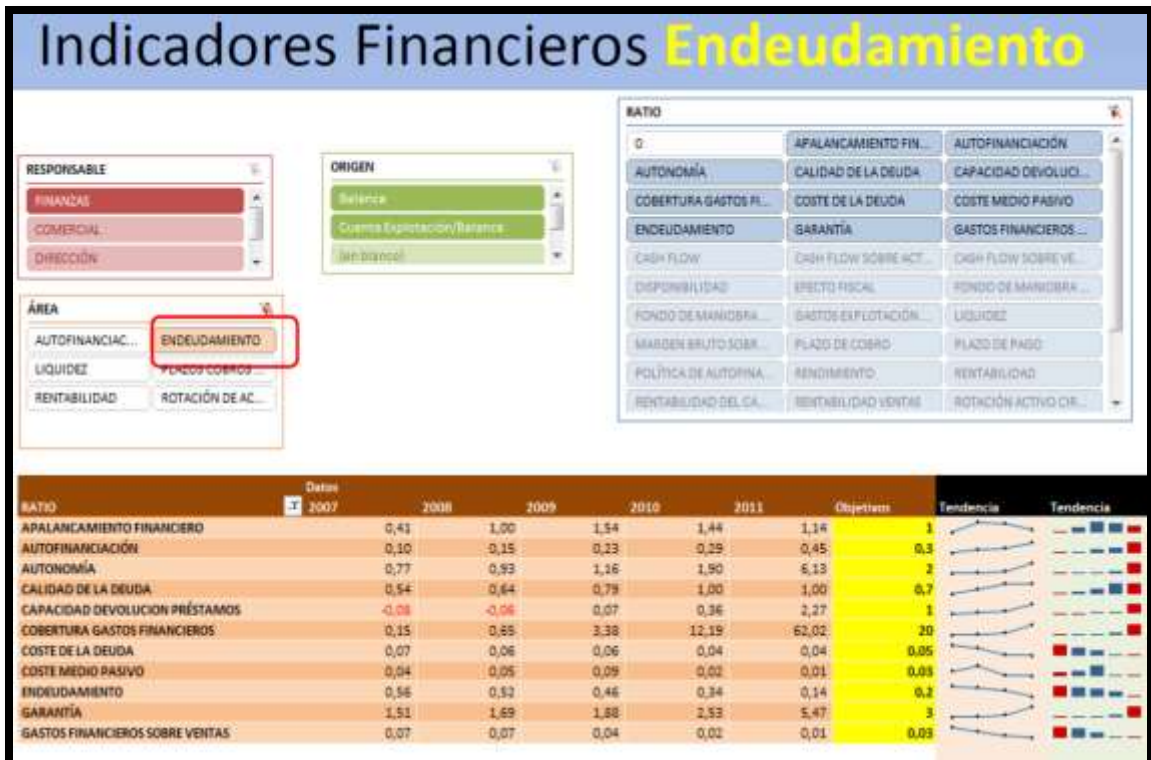 Indicadores Financieros Endeudamiento
RATIO
0 APALANCAMIENTO FIN... AUTOFINANCIACIÓN
AUTONOMÍA CALIDAD DE LA DEUDA CAPACIDAD DEVOLUCI...
COBERTURA GASTOS FI... COSTE DE LA DEUDA COSTE MEDIO PASIVO
ENDEUDAMIENTO GARANTÍA GASTOS FINANCIEROS ...
CASH FLOW CASH FLOW SOBRE ACT... CASH FLOW SOBRE VE...
DISPONIBILIDAD EFECTO FISCAL FONDO DE MANIOBRA ...
FONDO DE MANIOBRA... GASTOS EXPLOTACIÓN ... LIQUIDEZ
MARGEN BRUTO SOBR... PLAZO DE COBRO PLAZO DE PAGO
POLÍTICA DE AUTOFINA... RENDIMIENTO RENTABILIDAD
RENTABILIDAD DEL CA... RENTABILIDAD VENTAS ROTACIÓN ACTIVO CIR...
RESPONSABLE
FINANZAS
COMERCIAL
DIRECCIÓN
ORIGEN
Balance
Cuenta Explotación/Balance
(en blanco)
ÁREA
AUTOFINANCIAC... ENDEUDAMIENTO
LIQUIDEZ PLAZOS COBROS ...
RENTABILIDAD ROTACIÓN DE AC...
Datos
RATIO 2007 2008 2009 2010 2011 Objetivos Tendencia Tendencia
APALANCAMIENTO FINANCIERO 0,41 1,00 1,54 1,44 1,14 1
AUTOFINANCIACIÓN 0,10 0,15 0,23 0,29 0,45 0,3
AUTONOMÍA 0,77 0,93 1,16 1,90 6,13 2
CALIDAD DE LA DEUDA 0,54 0,64 0,79 1,00 1,00 0,7
CAPACIDAD DEVOLUCION PRÉSTAMOS -0,08 -0,06 0,07 0,36 2,27 1
COBERTURA GASTOS FINANCIEROS 0,15 0,65 3,38 12,19 62,02 20
COSTE DE LA DEUDA 0,07 0,06 0,06 0,04 0,04 0,05
COSTE MEDIO PASIVO 0,04 0,05 0,09 0,02 0,01 0,03
ENDEUDAMIENTO 0,56 0,52 0,46 0,34 0,14 0,2
GARANTÍA 1,51 1,69 1,88 2,53 5,47 3
GASTOS FINANCIEROS SOBRE VENTAS 0,07 0,07 0,04 0,02 0,01 0,03